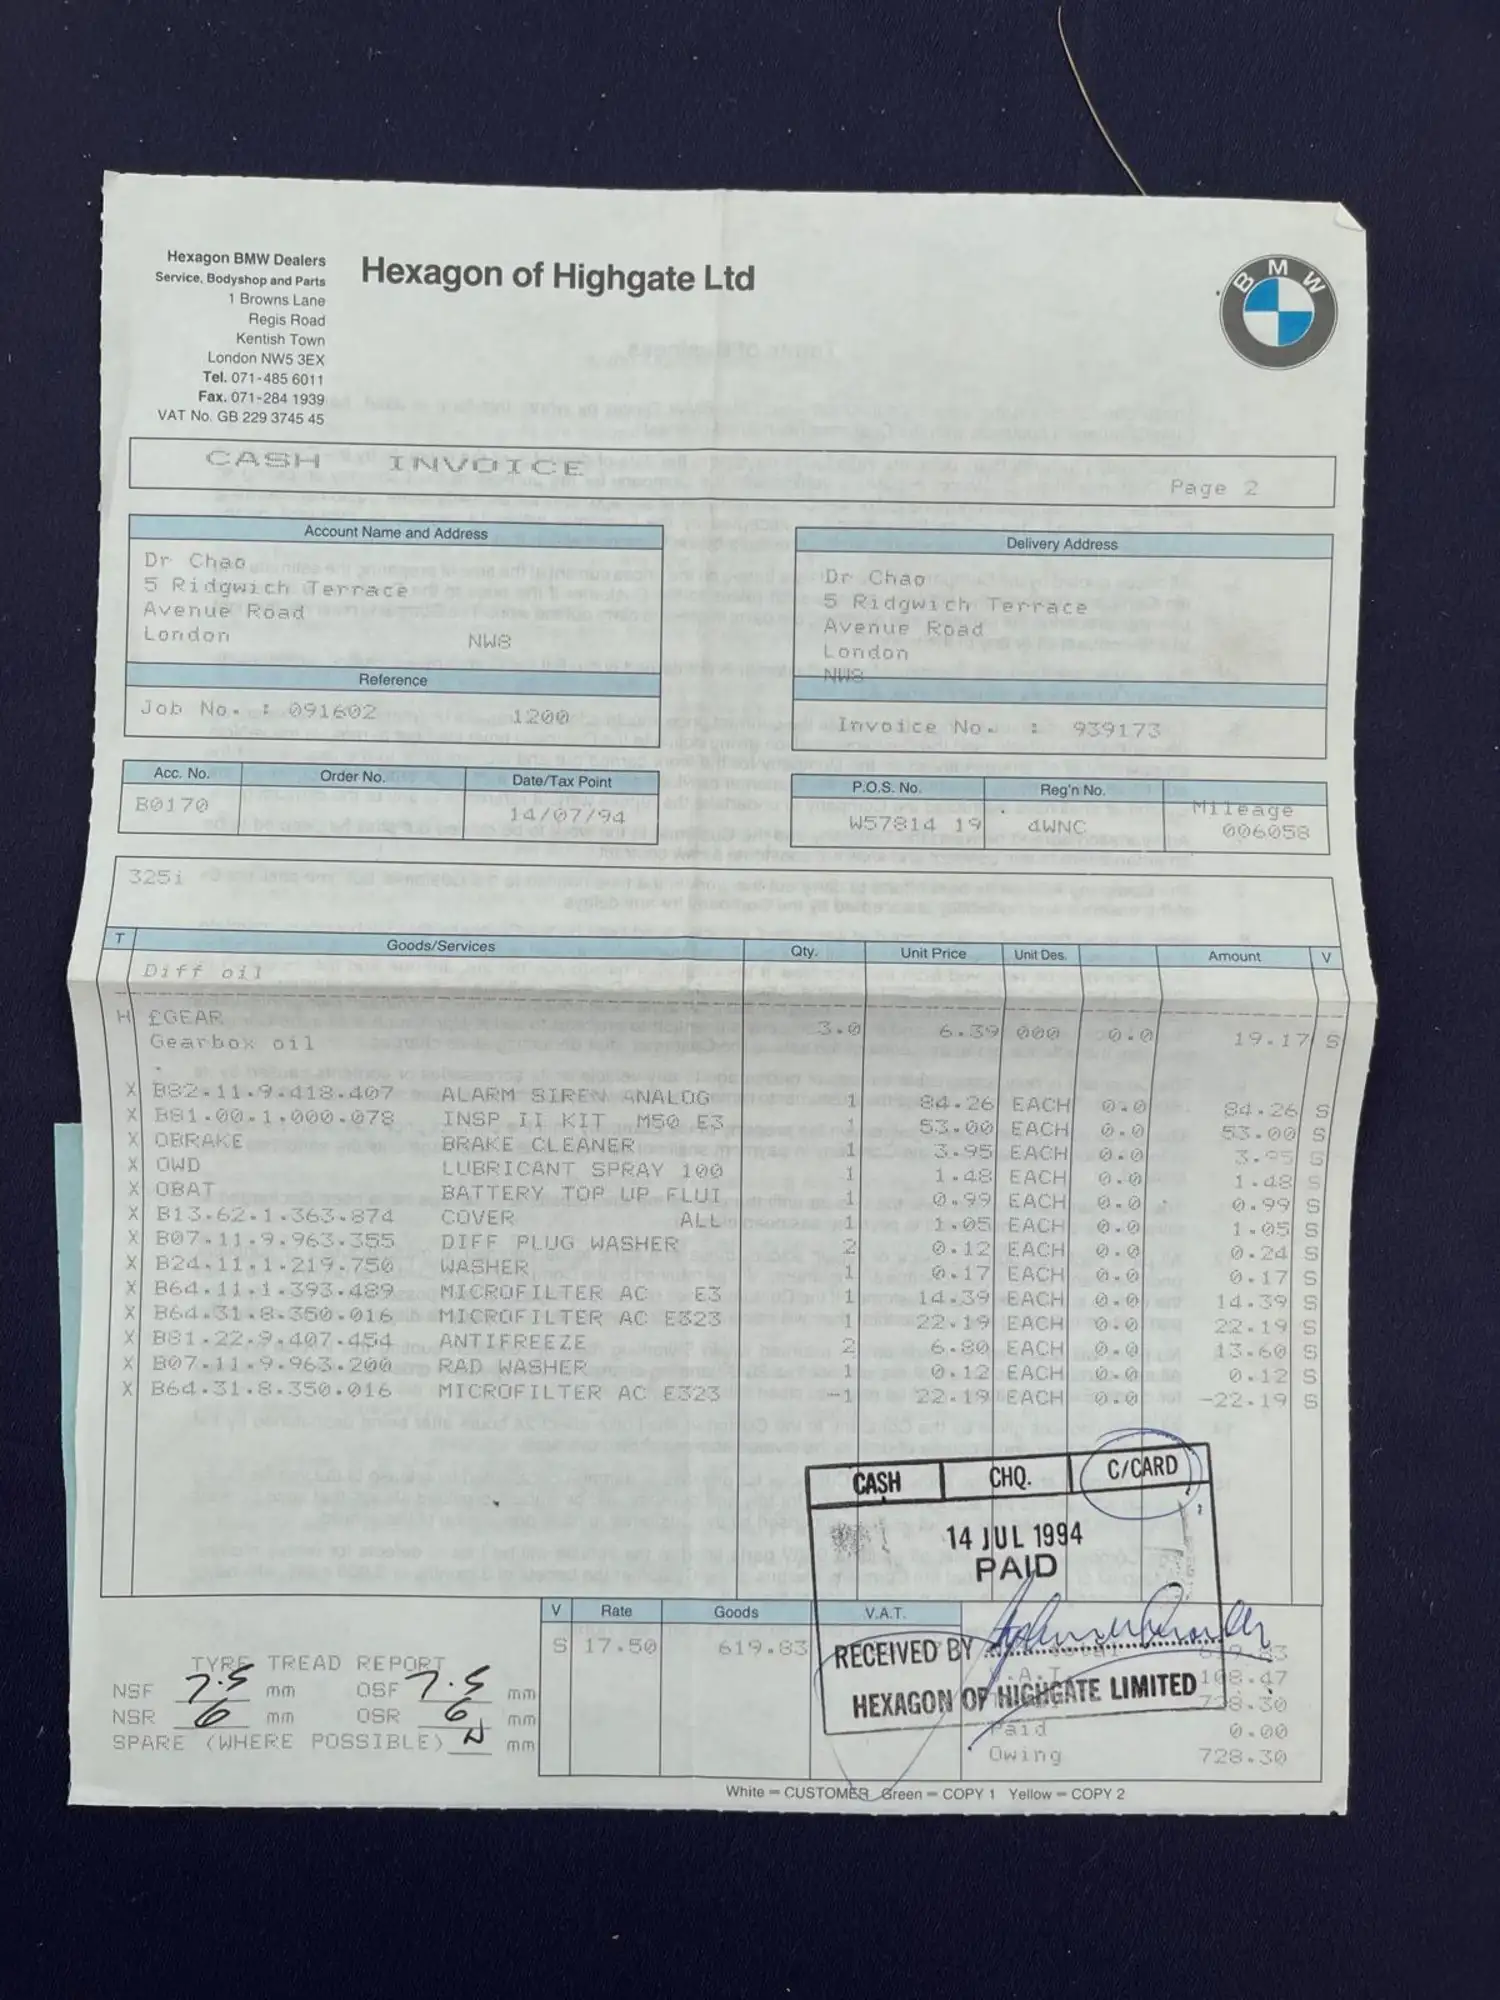 Hexagon BMW Dealers
Service, Bodyshop and Parts
1 Browns Lane
Regis Road
Kentish Town
London NW5 3EX
Tel. 071-485 6011
Fax. 071-284 1939
VAT No. GB 229 3745 45
Hexagon of Highgate Ltd
BMW
CASH INVOICE
Page 2
Account Name and Address
Dr Chao
5 Ridgwich Terrace
Avenue Road
London NW8
Delivery Address
Dr Chao
5 Ridgwich Terrace
Avenue Road
London
NW8
Reference
Job No. : 091602 1200
Invoice No. : 939173
Acc. No. Order No. Date/Tax Point
B0170 14/07/94
P.O.S. No. Reg'n No. Mileage
W57814 19 4WNC 006058
325i
T Goods/Services Qty. Unit Price Unit Des. Amount V
Diff oil
H £GEAR 3.0 6.39 000 0.0 19.17 S
Gearbox oil
X B82.11.9.418.407 ALARM SIREN ANALOG 1 84.26 EACH 0.0 84.26 S
X B81.00.1.000.078 INSP II KIT M50 E3 1 53.00 EACH 0.0 53.00 S
X OBRAKE BRAKE CLEANER 1 3.95 EACH 0.0 3.95 S
X OWD LUBRICANT SPRAY 100 1 1.48 EACH 0.0 1.48 S
X OBAT BATTERY TOP UP FLUI 1 0.99 EACH 0.0 0.99 S
X B13.62.1.363.874 COVER ALL 1 1.05 EACH 0.0 1.05 S
X B07.11.9.963.355 DIFF PLUG WASHER 2 0.12 EACH 0.0 0.24 S
X B24.11.1.219.750 WASHER 1 0.17 EACH 0.0 0.17 S
X B64.11.1.393.489 MICROFILTER AC E3 1 14.39 EACH 0.0 14.39 S
X B64.31.8.350.016 MICROFILTER AC E323 1 22.19 EACH 0.0 22.19 S
X B81.22.9.407.454 ANTIFREEZE 2 6.80 EACH 0.0 13.60 S
X B07.11.9.963.200 RAD WASHER 1 0.12 EACH 0.0 0.12 S
X B64.31.8.350.016 MICROFILTER AC E323 -1 22.19 EACH 0.0 -22.19 S
CASH CHQ. C/CARD
14 JUL 1994
PAID
RECEIVED BY
HEXAGON OF HIGHGATE LIMITED
V Rate Goods V.A.T.
S 17.50 619.83
total 619.83
V.A.T. 108.47
728.30
Paid 0.00
Owing 728.30
TYRE TREAD REPORT
NSF 7.5 mm OSF 7.5 mm
NSR 6 mm OSR 6 mm
SPARE (WHERE POSSIBLE) N mm
White = CUSTOMER Green = COPY 1 Yellow = COPY 2